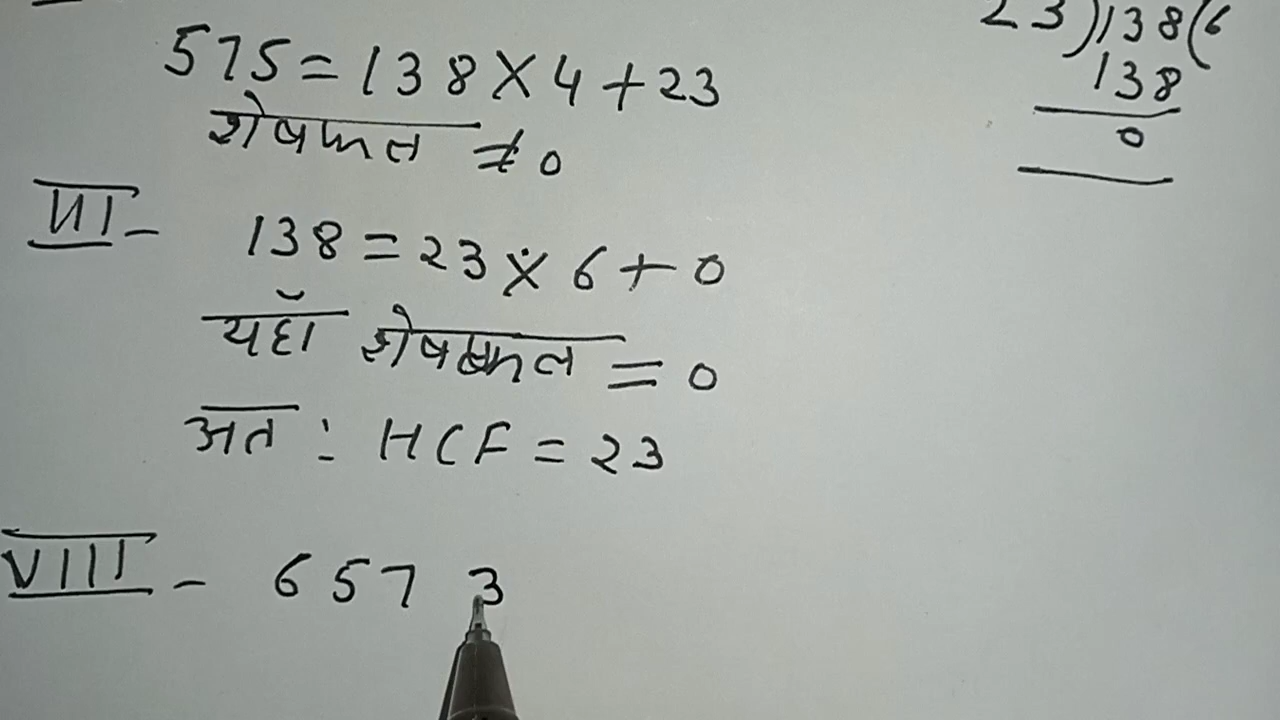 575 = 138 × 4 + 23
शेषफल ≠ 0
III - 138 = 23 × 6 + 0
यहाँ शेषफल = 0
अत : HCF = 23
VIII - 657 3
23)138(6
138
0